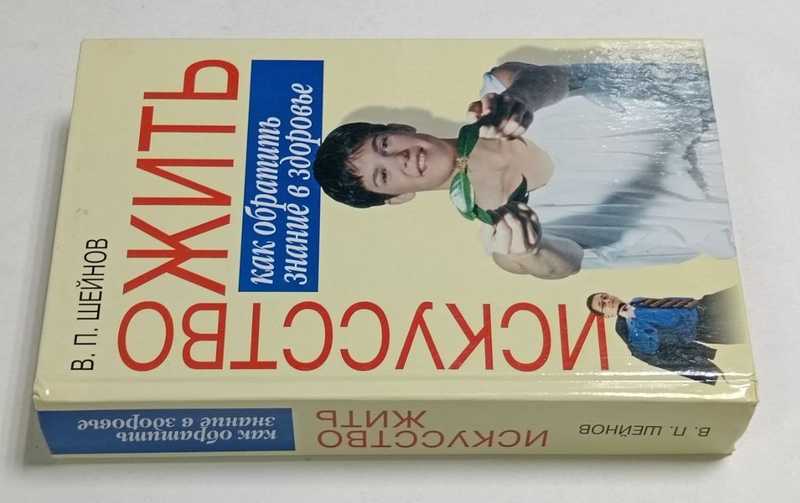 В. П. ШЕЙНОВ
ИСКУССТВО
ЖИТЬ
как обратить
знание в здоровье
В. П. ШЕЙНОВ
ИСКУССТВО
ЖИТЬ
как обратить
знание в здоровье